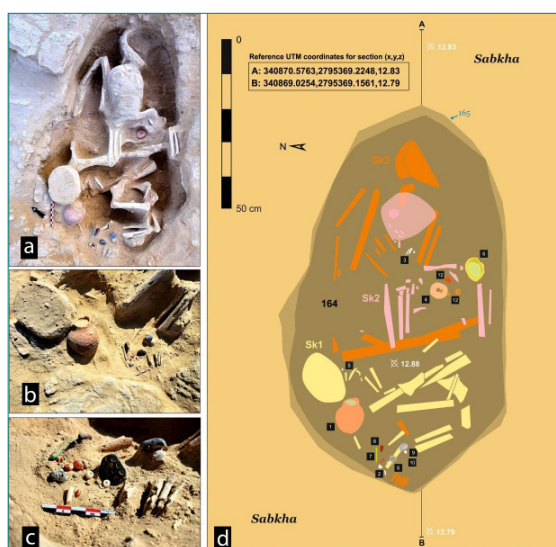 a
b
c
d
0
50 cm
Reference UTM coordinates for section (x,y,z)
A: 340870.5763,2795369.2248,12.83
B: 340869.0254,2795369.1561,12.79
A
12.83
Sabkha
165
N
Sk3
3
9
Sk2
13
4
12
164
Sk1
12.88
5
1
8
7
9
10
2
6
Sabkha
12.79
B